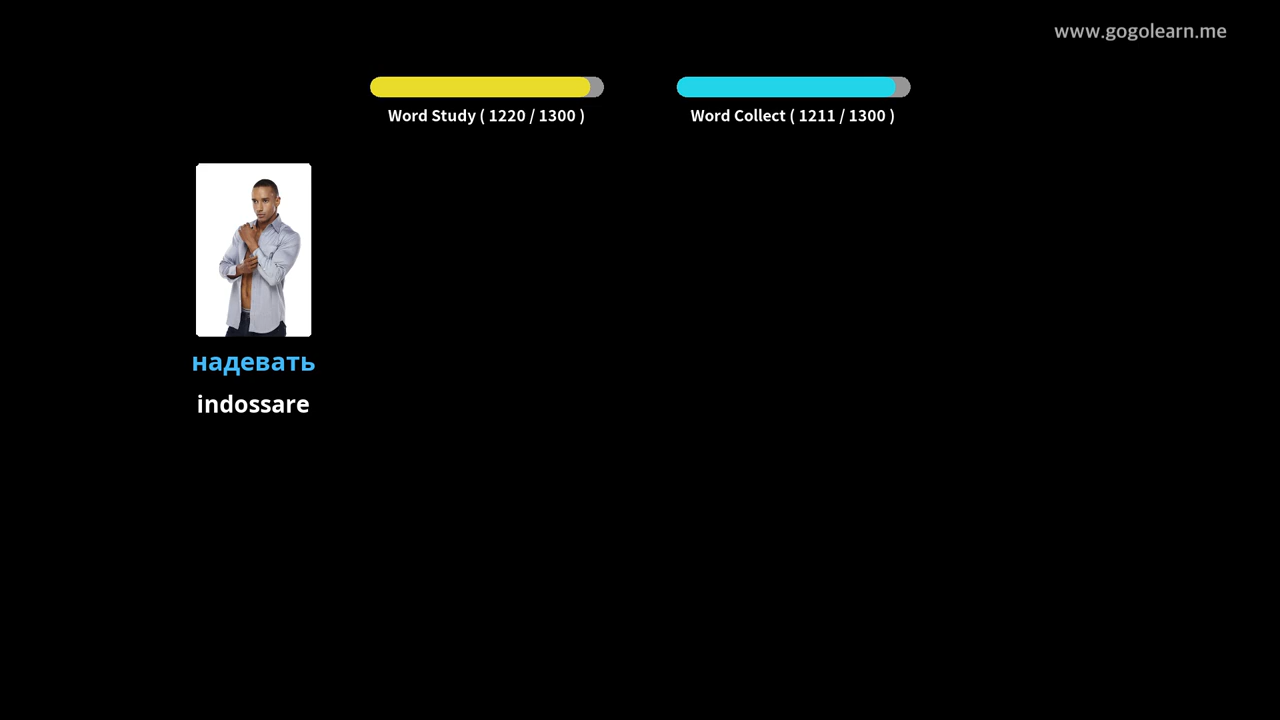 www.gogolearn.me
Word Study ( 1220 / 1300 )
Word Collect ( 1211 / 1300 )
надевать
indossare